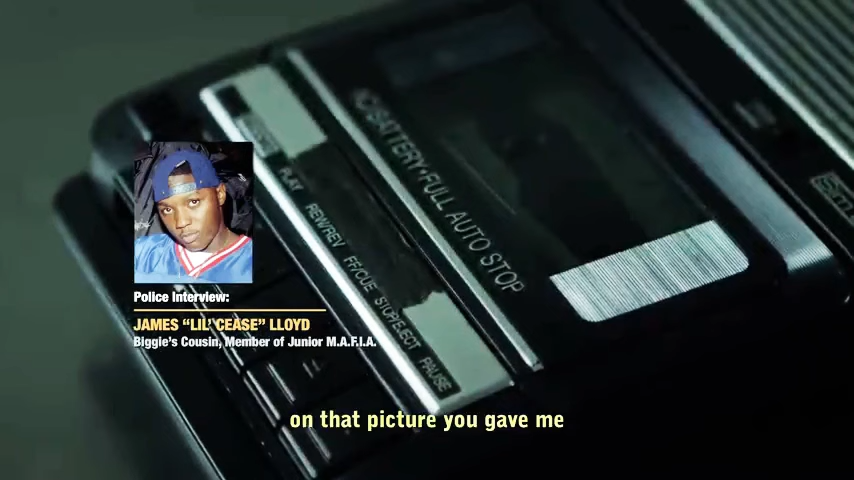 AC/BATTERY•FULL AUTO STOP
PLAY
REW/REV
FF/CUE
STOP/EJECT
PAUSE
Police Interview:
JAMES “LIL’ CEASE” LLOYD
Biggie’s Cousin, Member of Junior M.A.F.I.A.
on that picture you gave me